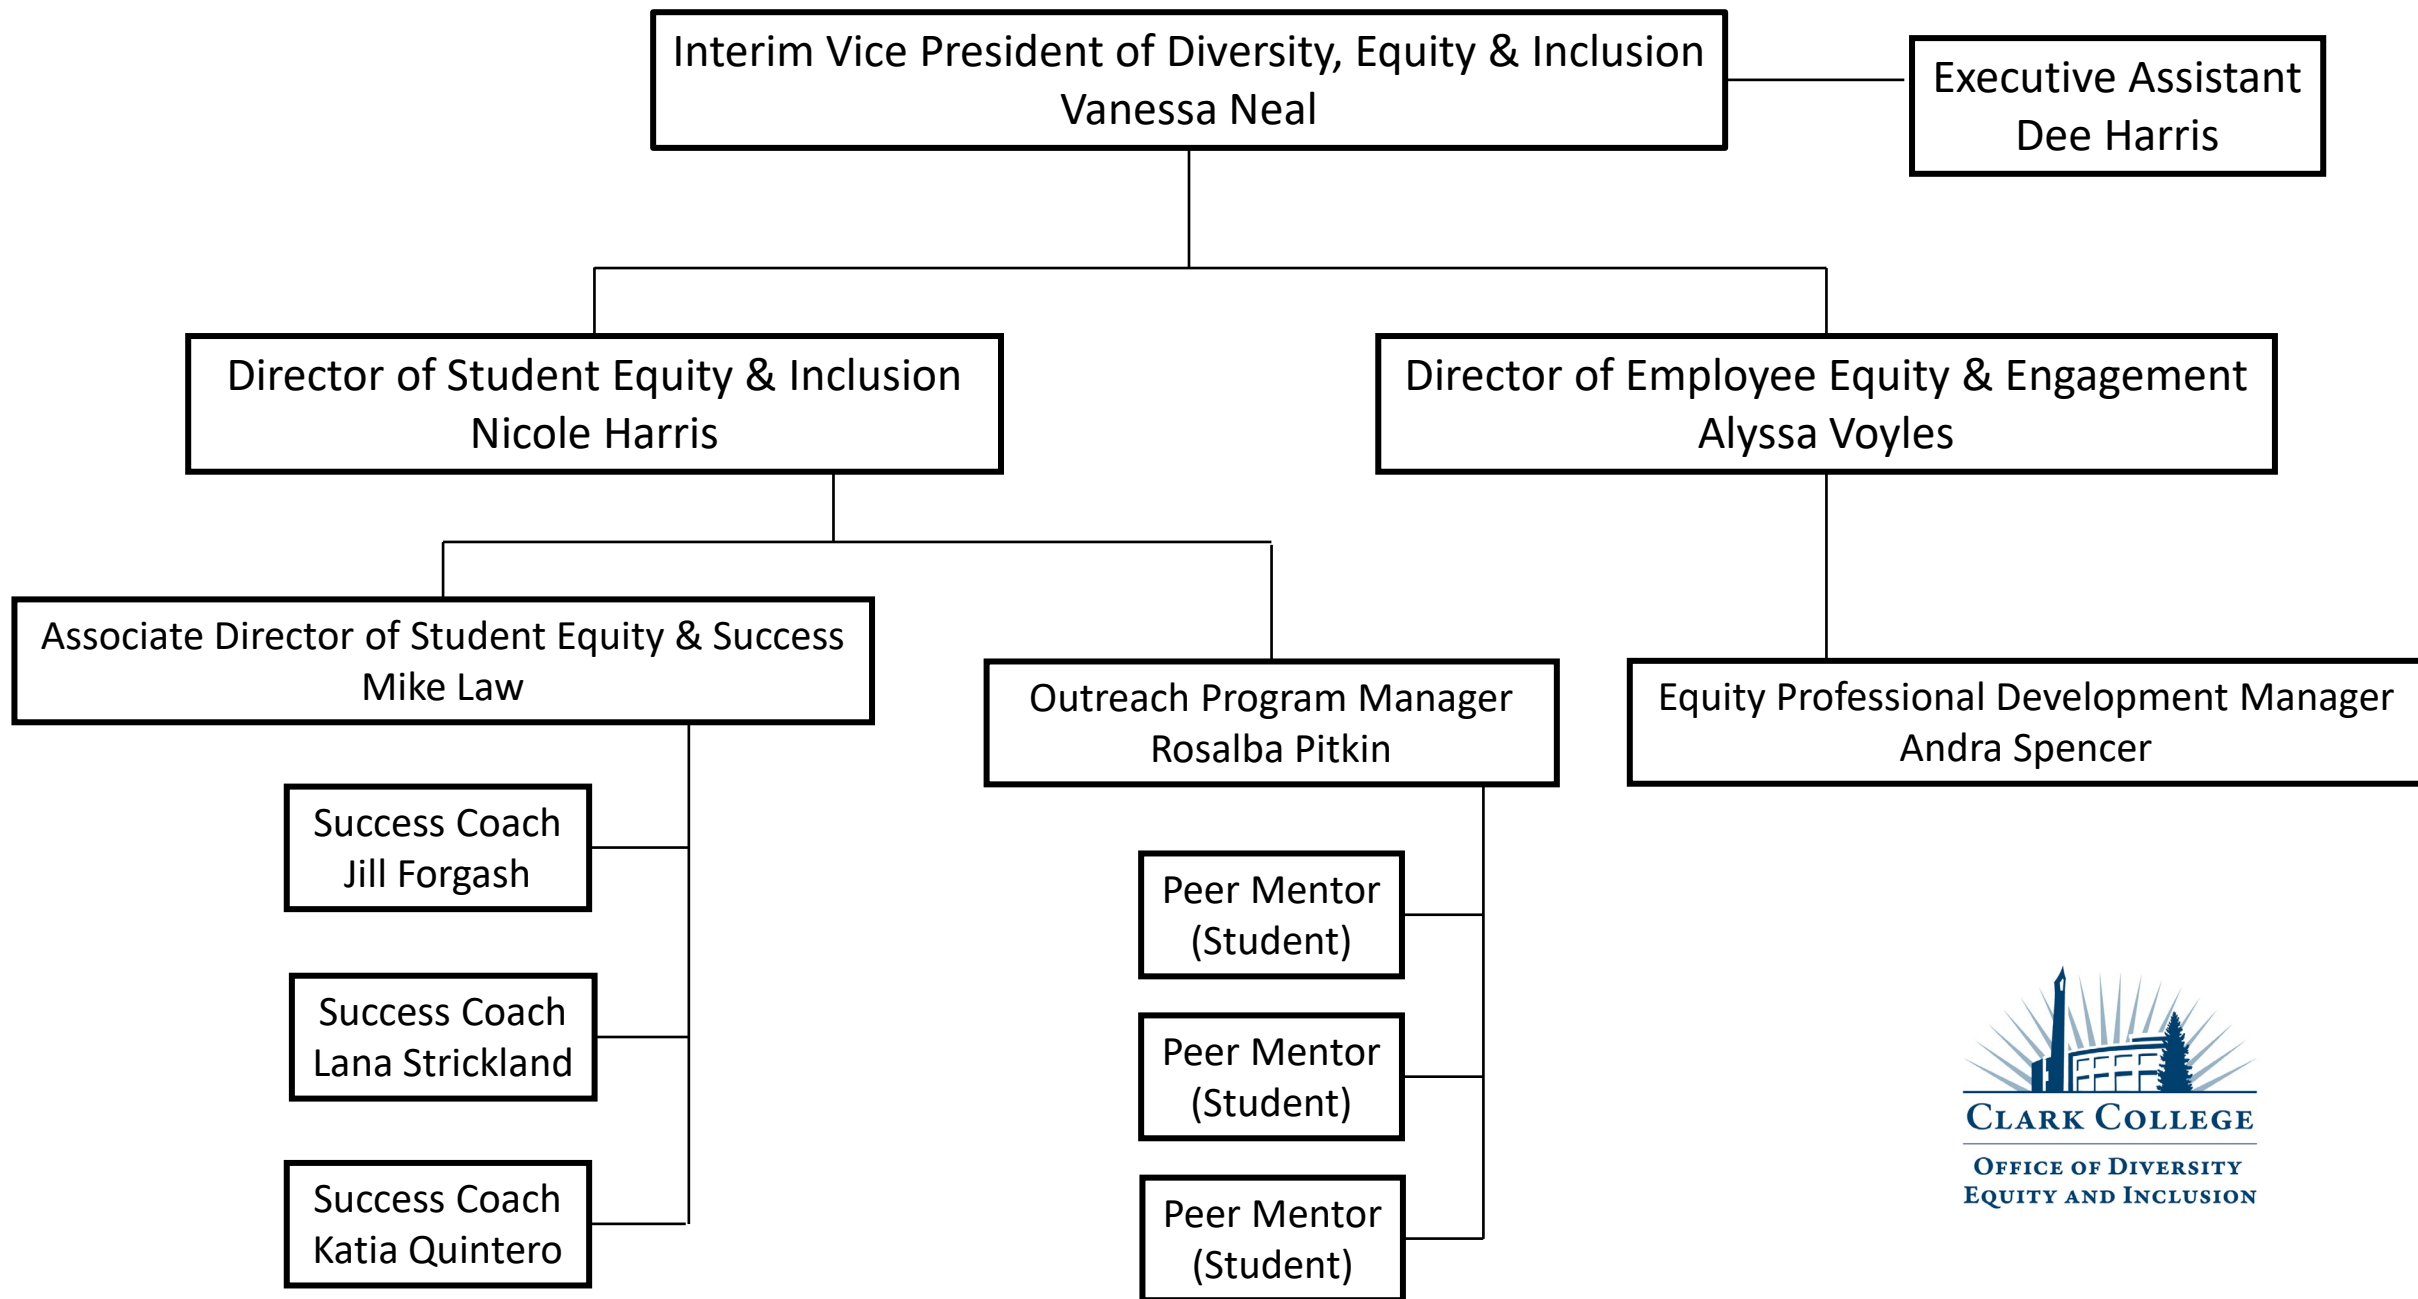 Interim Vice President of Diversity, Equity & Inclusion
Vanessa Neal
Executive Assistant
Dee Harris
Director of Student Equity & Inclusion
Nicole Harris
Director of Employee Equity & Engagement
Alyssa Voyles
Associate Director of Student Equity & Success
Mike Law
Outreach Program Manager
Rosalba Pitkin
Equity Professional Development Manager
Andra Spencer
Success Coach
Jill Forgash
Success Coach
Lana Strickland
Success Coach
Katia Quintero
Peer Mentor
(Student)
Peer Mentor
(Student)
Peer Mentor
(Student)
CLARK COLLEGE
OFFICE OF DIVERSITY
EQUITY AND INCLUSION